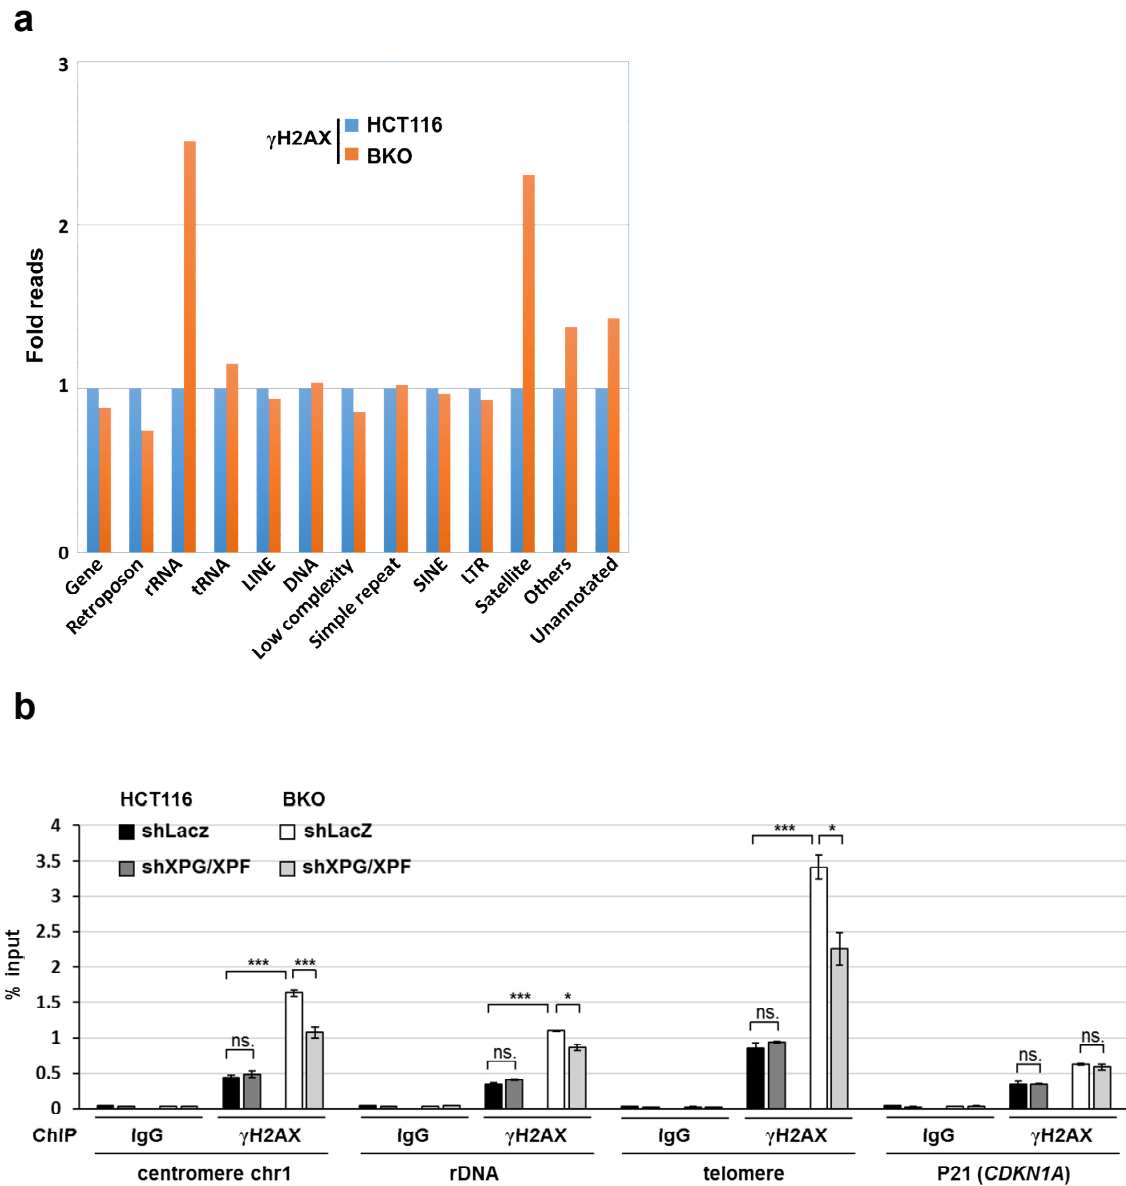 a
3
2
1
0
Fold reads
γH2AX
HCT116
BKO
Gene
Retroposon
rRNA
tRNA
LINE
DNA
Low complexity
Simple repeat
SINE
LTR
Satellite
Others
Unannotated
b
HCT116 BKO
shLacz shLacZ
shXPG/XPF shXPG/XPF
4
3.5
3
2.5
2
1.5
1
0.5
0
% input
ns. *** ***
ns. *** *
ns. *** *
ns. ns.
ChIP IgG γH2AX IgG γH2AX IgG γH2AX IgG γH2AX
centromere chr1 rDNA telomere P21 (CDKN1A)